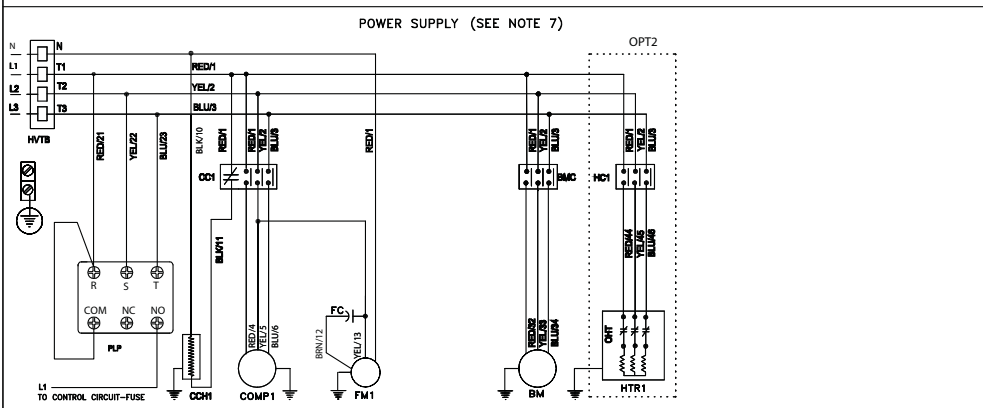 POWER SUPPLY (SEE NOTE 7)
OPT2
N
N
L1
T1
RED/1
L2
T2
YEL/2
L3
T3
BLU/3
HVTB
RED/21
YEL/22
BLU/23
BLK/10
RED/1
RED/1
YEL/2
BLU/3
RED/1
RED/1
YEL/2
BLU/3
RED/1
YEL/2
BLU/3
CC1
BMC
HC1
BLK/11
RED/44
YEL/45
BLU/46
R
S
T
COM
NC
NO
PLP
FC
RED/4
YEL/5
BLU/6
BRN/12
YEL/13
RED/32
YEL/33
BLU/34
OHT
L1
TO CONTROL CIRCUIT-FUSE
CCH1
COMP1
FM1
BM
HTR1